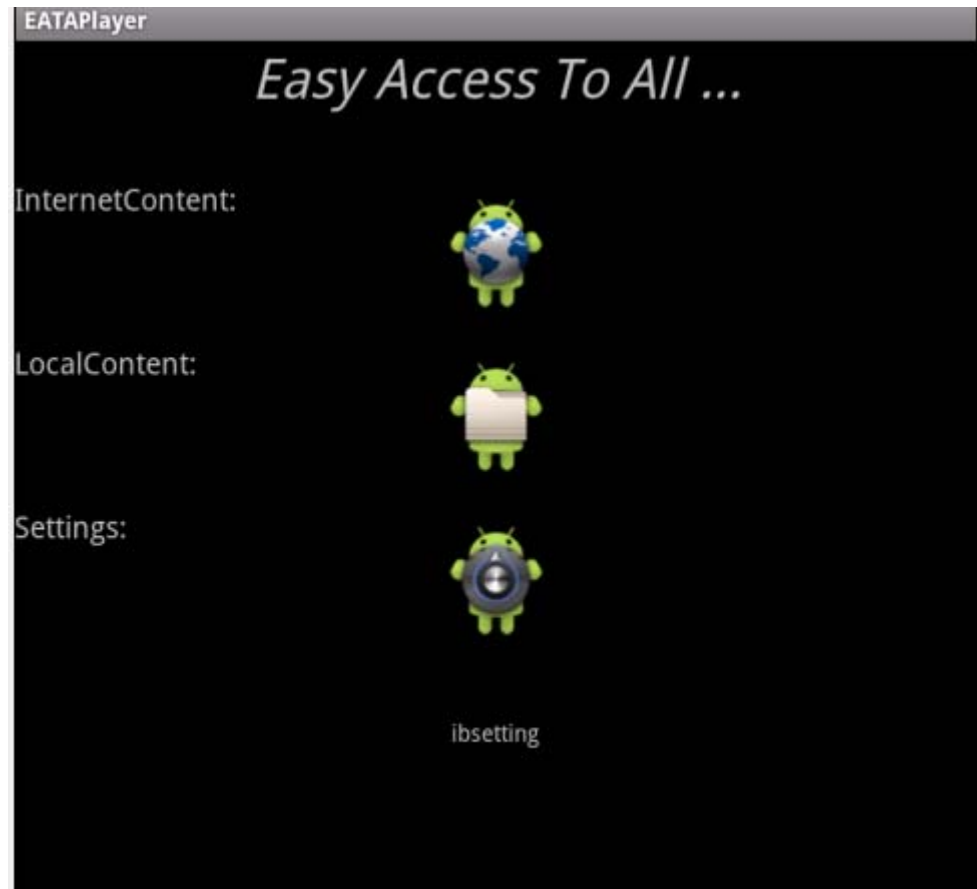 EATAPlayer
Easy Access To All ...
InternetContent:
LocalContent:
Settings:
ibsetting